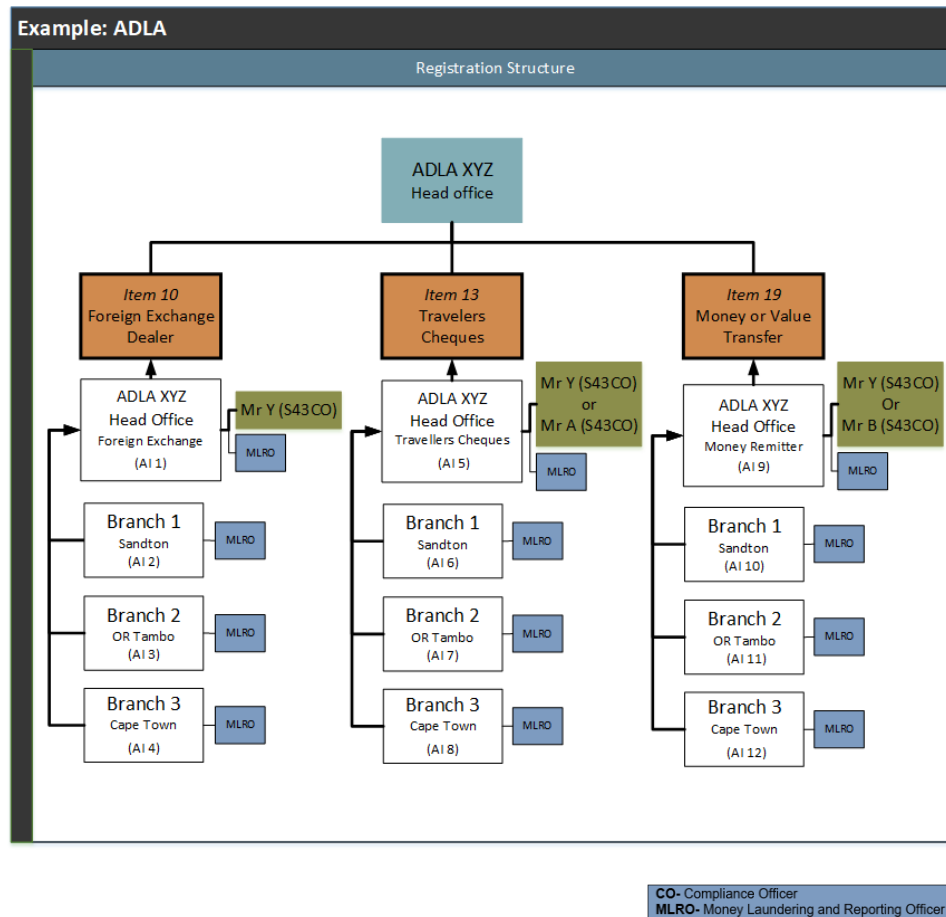 Example: ADLA
Registration Structure
ADLA XYZ
Head office
Item 10
Foreign Exchange
Dealer
Item 13
Travelers
Cheques
Item 19
Money or Value
Transfer
ADLA XYZ
Head Office
Foreign Exchange
(AI 1)
Mr Y (S43CO)
MLRO
Branch 1
Sandton
(AI 2)
MLRO
Branch 2
OR Tambo
(AI 3)
MLRO
Branch 3
Cape Town
(AI 4)
MLRO
ADLA XYZ
Head Office
Travellers Cheques
(AI 5)
Mr Y (S43CO)
or
Mr A (S43CO)
MLRO
Branch 1
Sandton
(AI 6)
MLRO
Branch 2
OR Tambo
(AI 7)
MLRO
Branch 3
Cape Town
(AI 8)
MLRO
ADLA XYZ
Head Office
Money Remitter
(AI 9)
Mr Y (S43CO)
Or
Mr B (S43CO)
MLRO
Branch 1
Sandton
(AI 10)
MLRO
Branch 2
OR Tambo
(AI 11)
MLRO
Branch 3
Cape Town
(AI 12)
MLRO
CO- Compliance Officer
MLRO- Money Laundering and Reporting Officer